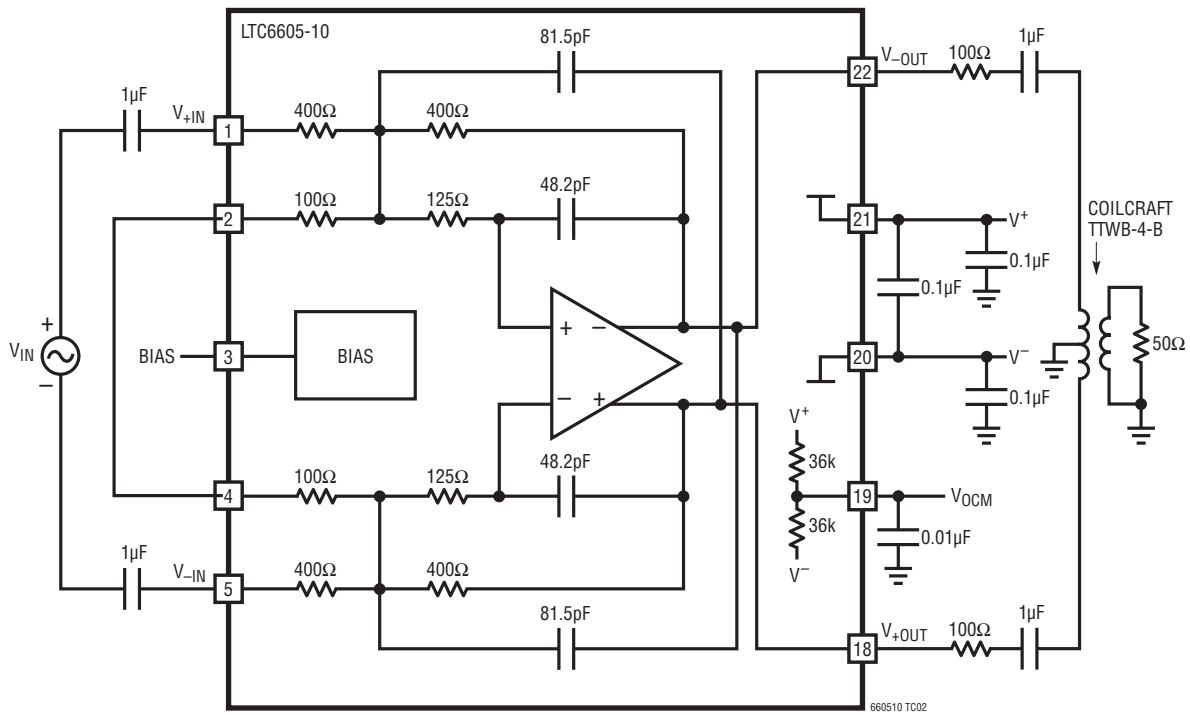 LTC6605-10
81.5pF
1µF
V+IN
1
400Ω
400Ω
22
V–OUT
100Ω
1µF
2
100Ω
125Ω
48.2pF
21
V+
0.1µF
0.1µF
COILCRAFT
TTWB-4-B
+
VIN
–
BIAS
3
BIAS
+
–
–
+
20
V–
0.1µF
50Ω
V+
36k
36k
V–
19
VOCM
0.01µF
4
100Ω
125Ω
48.2pF
1µF
V–IN
5
400Ω
400Ω
81.5pF
18
V+OUT
100Ω
1µF
660510 TC02